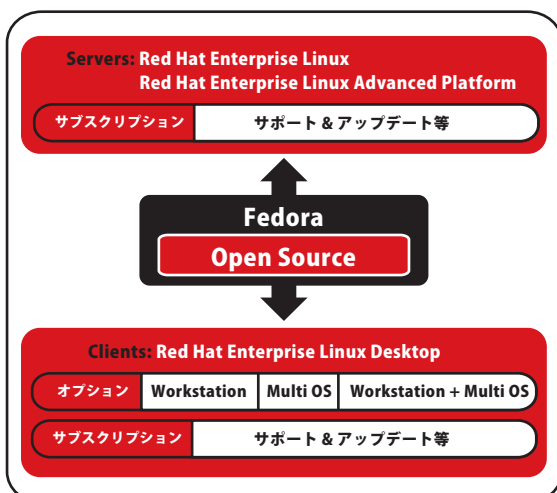 Servers: Red Hat Enterprise Linux
Red Hat Enterprise Linux Advanced Platform
サブスクリプション サポート & アップデート等
Fedora
Open Source
Clients: Red Hat Enterprise Linux Desktop
オプション Workstation Multi OS Workstation + Multi OS
サブスクリプション サポート & アップデート等